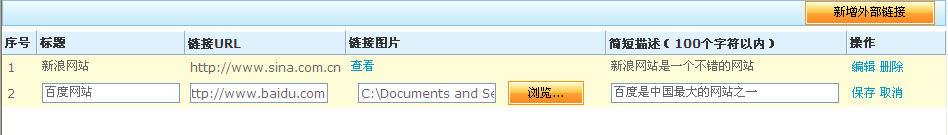 新增外部链接
序号 标题 链接URL 链接图片 简短描述（100个字符以内） 操作
1 新浪网站 http://www.sina.com.cn 查看 新浪网站是一个不错的网站 编辑 删除
2 百度网站 ttp://www.baidu.com C:\Documents and Se 浏览... 百度是中国最大的网站之一 保存 取消